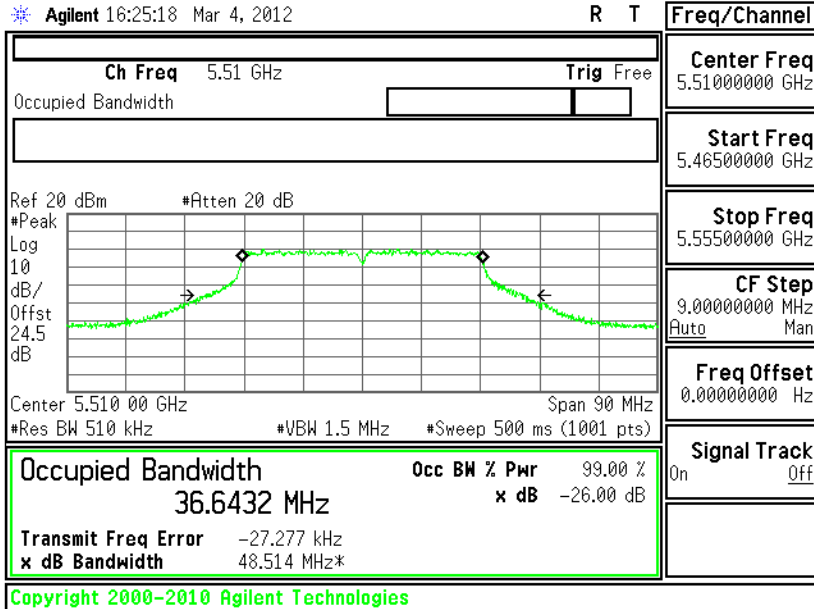 Agilent 16:25:18 Mar 4, 2012 R T
Freq/Channel
Ch Freq 5.51 GHz Trig Free
Occupied Bandwidth
Center Freq
5.51000000 GHz
Start Freq
5.46500000 GHz
Stop Freq
5.55500000 GHz
CF Step
9.00000000 MHz
Auto Man
Freq Offset
0.00000000 Hz
Signal Track
On Off
Ref 20 dBm #Atten 20 dB
#Peak
Log
10
dB/
Offst
24.5
dB
Center 5.510 00 GHz Span 90 MHz
#Res BW 510 kHz #VBW 1.5 MHz #Sweep 500 ms (1001 pts)
Occupied Bandwidth Occ BW % Pwr 99.00 %
36.6432 MHz x dB -26.00 dB
Transmit Freq Error -27.277 kHz
x dB Bandwidth 48.514 MHz*
Copyright 2000-2010 Agilent Technologies